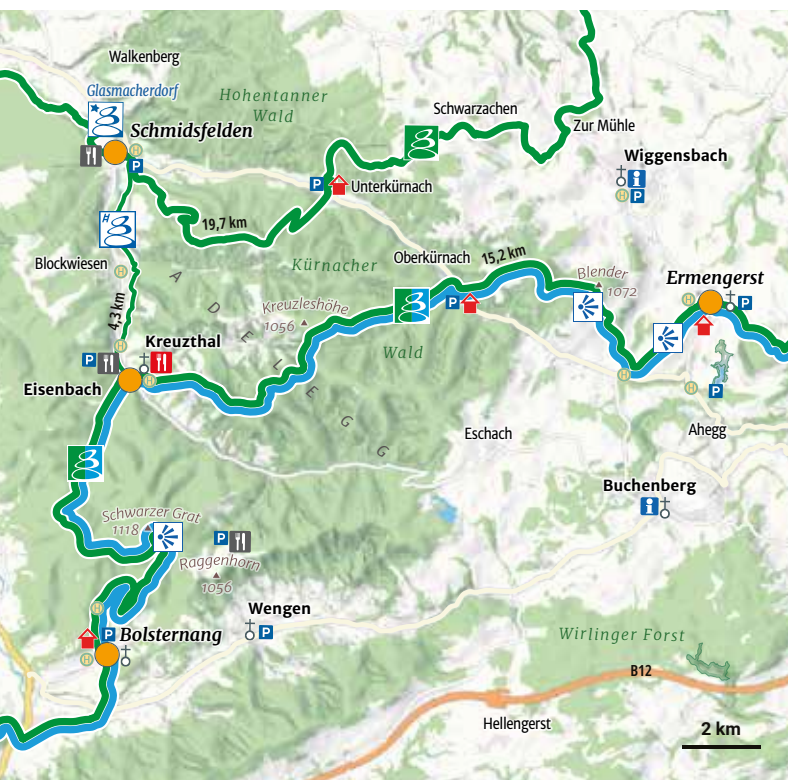 Walkenberg
Glasmacherdorf
Hohentanner
Wald
Schwarzachen
Schmidsfelden
Zur Mühle
H
P
Wiggensbach
i
H P
P
Unterkürnach
19,7 km
H
Blockwiesen
H
Kürnacher
Oberkürnach
15,2 km
Blender
1072
Ermengerst
H
P
A D E L E G G
Kreuzleshöhe
1056
P
4,3 km
Wald
H
Kreuzthal
P
H
Eisenbach
H
H
P
Ahegg
Eschach
Buchenberg
i
Schwarzer Grat
1118
P
Raggenhorn
1056
H
Wengen
P
P
Bolsternang
H
Wirlinger Forst
B12
Hellengerst
2 km